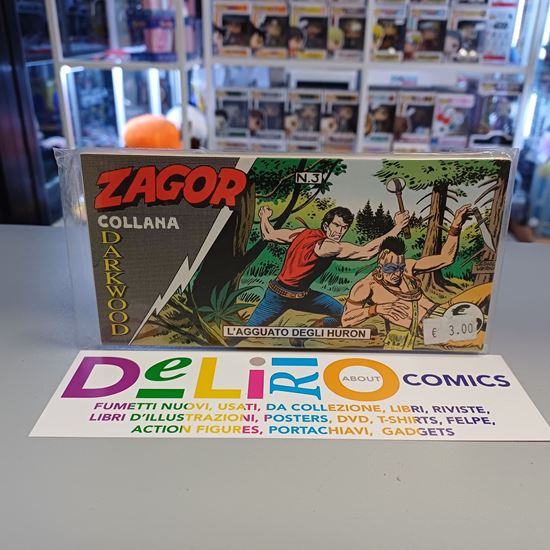 ZAGOR
N.3
COLLANA
DARKWOOD
L'AGGUATO DEGLI HURON
€ 3.00
DeLiRiO
ABOUT
COMICS
FUMETTI NUOVI, USATI, DA COLLEZIONE, LIBRI, RIVISTE,
LIBRI D'ILLUSTRAZIONI, POSTERS, DVD, T-SHIRTS, FELPE,
ACTION FIGURES, PORTACHIAVI, GADGETS